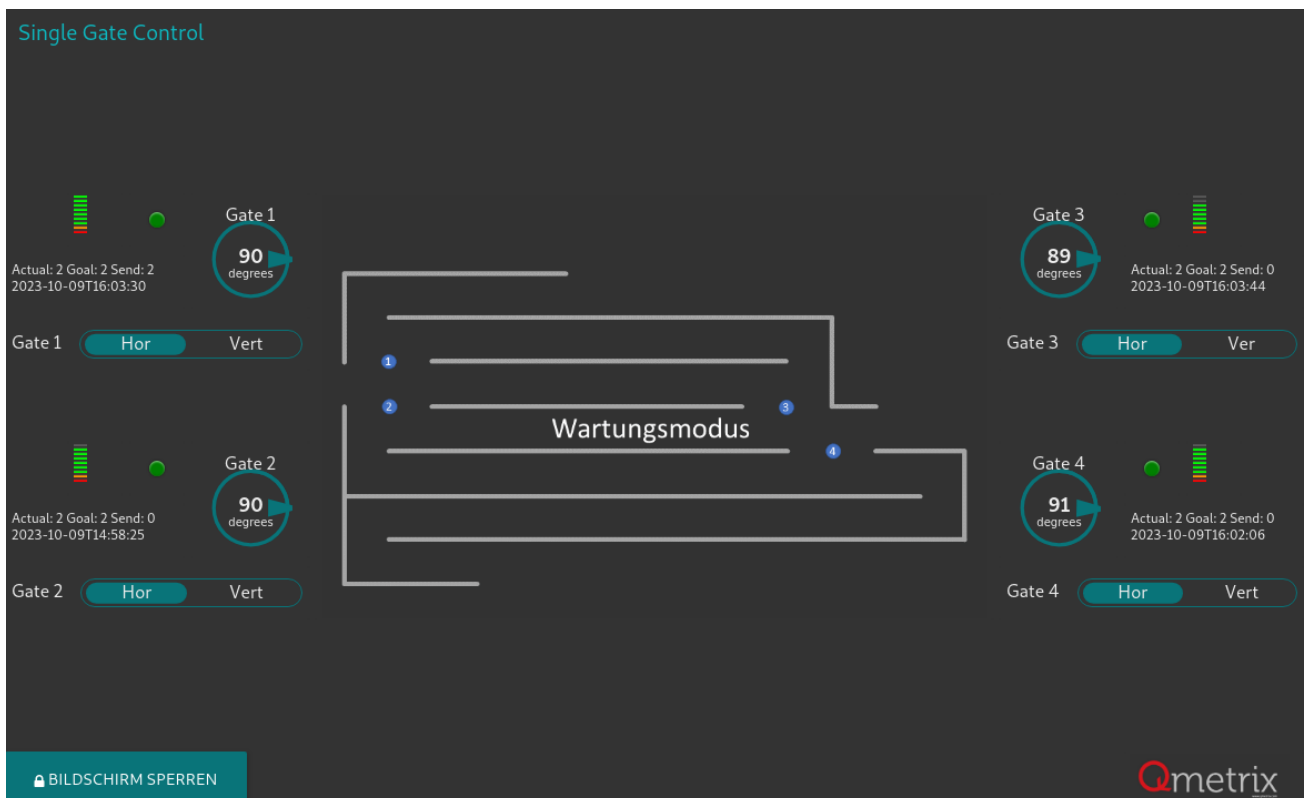 Single Gate Control
Gate 1
90
degrees
Actual: 2 Goal: 2 Send: 2
2023-10-09T16:03:30
Gate 1 Hor Vert
Gate 2
90
degrees
Actual: 2 Goal: 2 Send: 0
2023-10-09T14:58:25
Gate 2 Hor Vert
1
2
3
4
Wartungsmodus
Gate 3
89
degrees
Actual: 2 Goal: 2 Send: 0
2023-10-09T16:03:44
Gate 3 Hor Ver
Gate 4
91
degrees
Actual: 2 Goal: 2 Send: 0
2023-10-09T16:02:06
Gate 4 Hor Vert
BILDSCHIRM SPERREN
Qmetrix